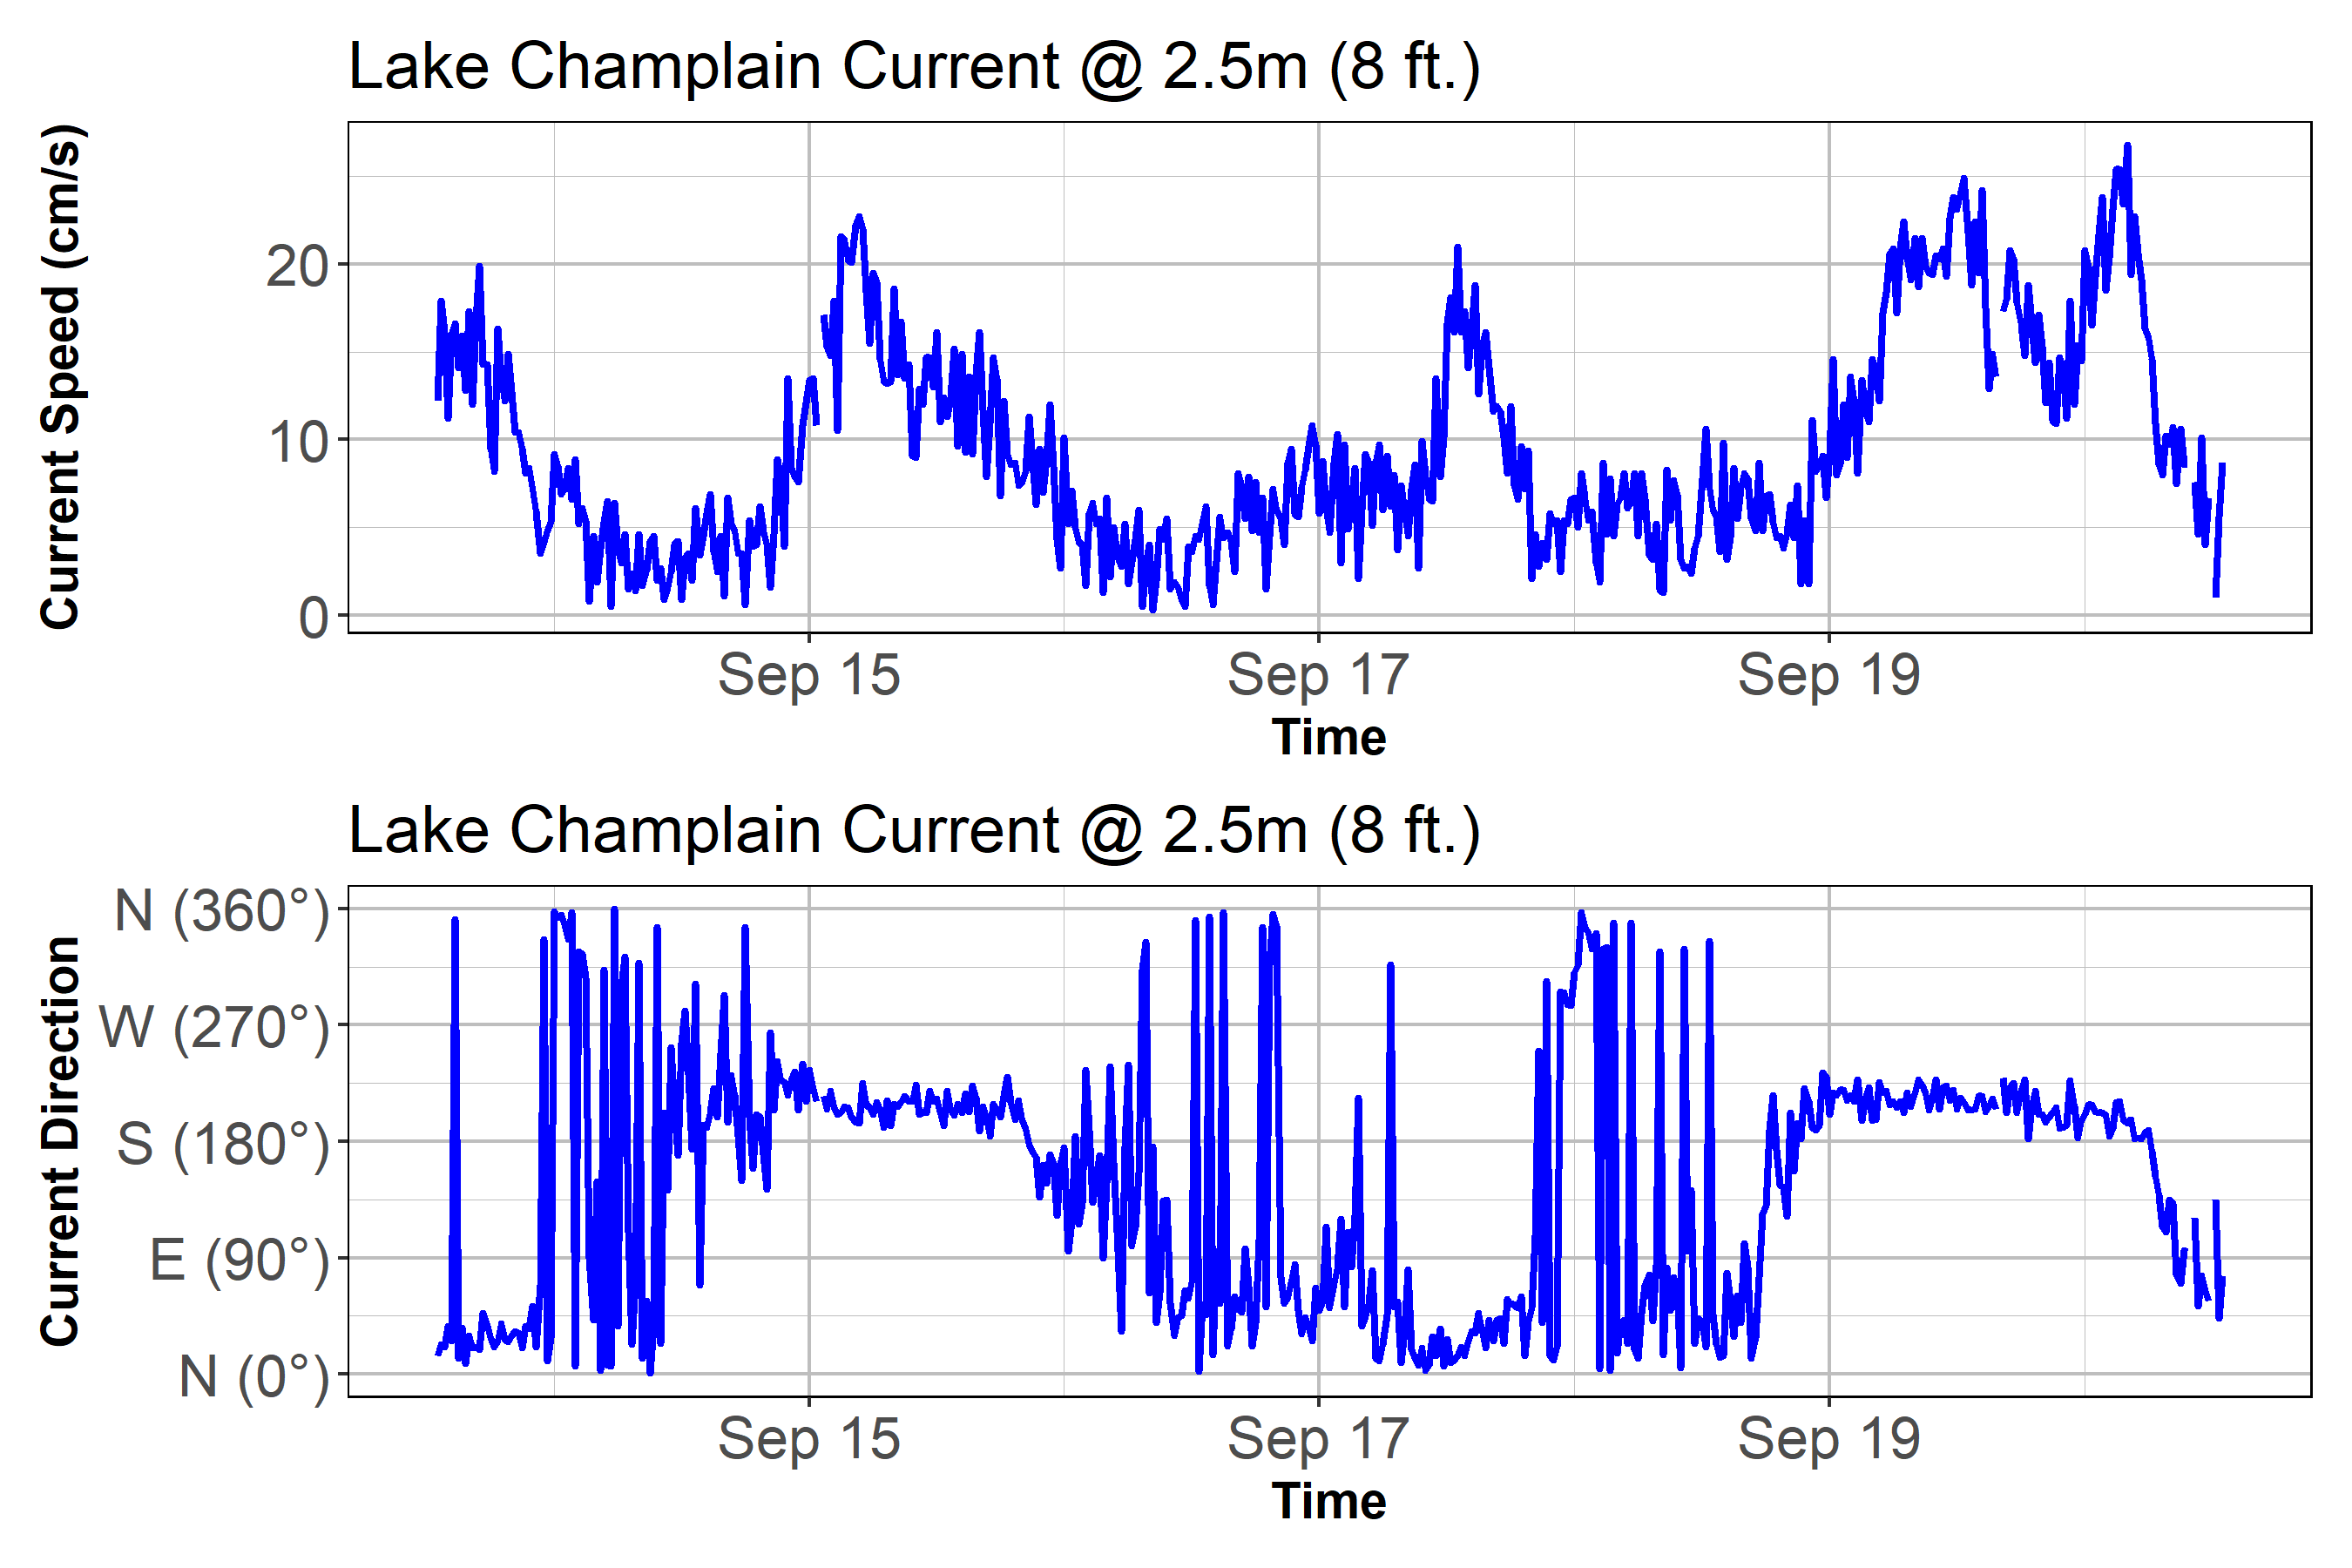 Lake Champlain Current @ 2.5m (8 ft.)
Current Speed (cm/s)
20
10
0
Sep 15
Sep 17
Sep 19
Time
Lake Champlain Current @ 2.5m (8 ft.)
Current Direction
N (360°)
W (270°)
S (180°)
E (90°)
N (0°)
Sep 15
Sep 17
Sep 19
Time